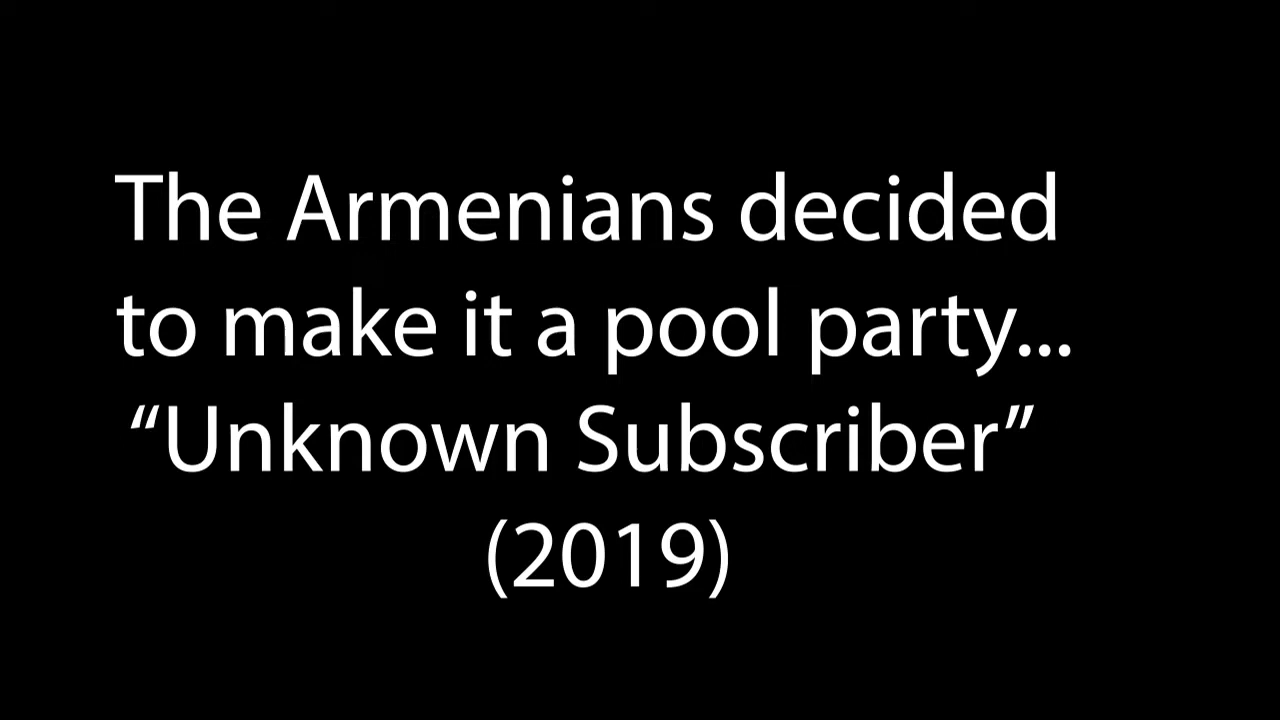 The Armenians decided
to make it a pool party...
“Unknown Subscriber”
(2019)